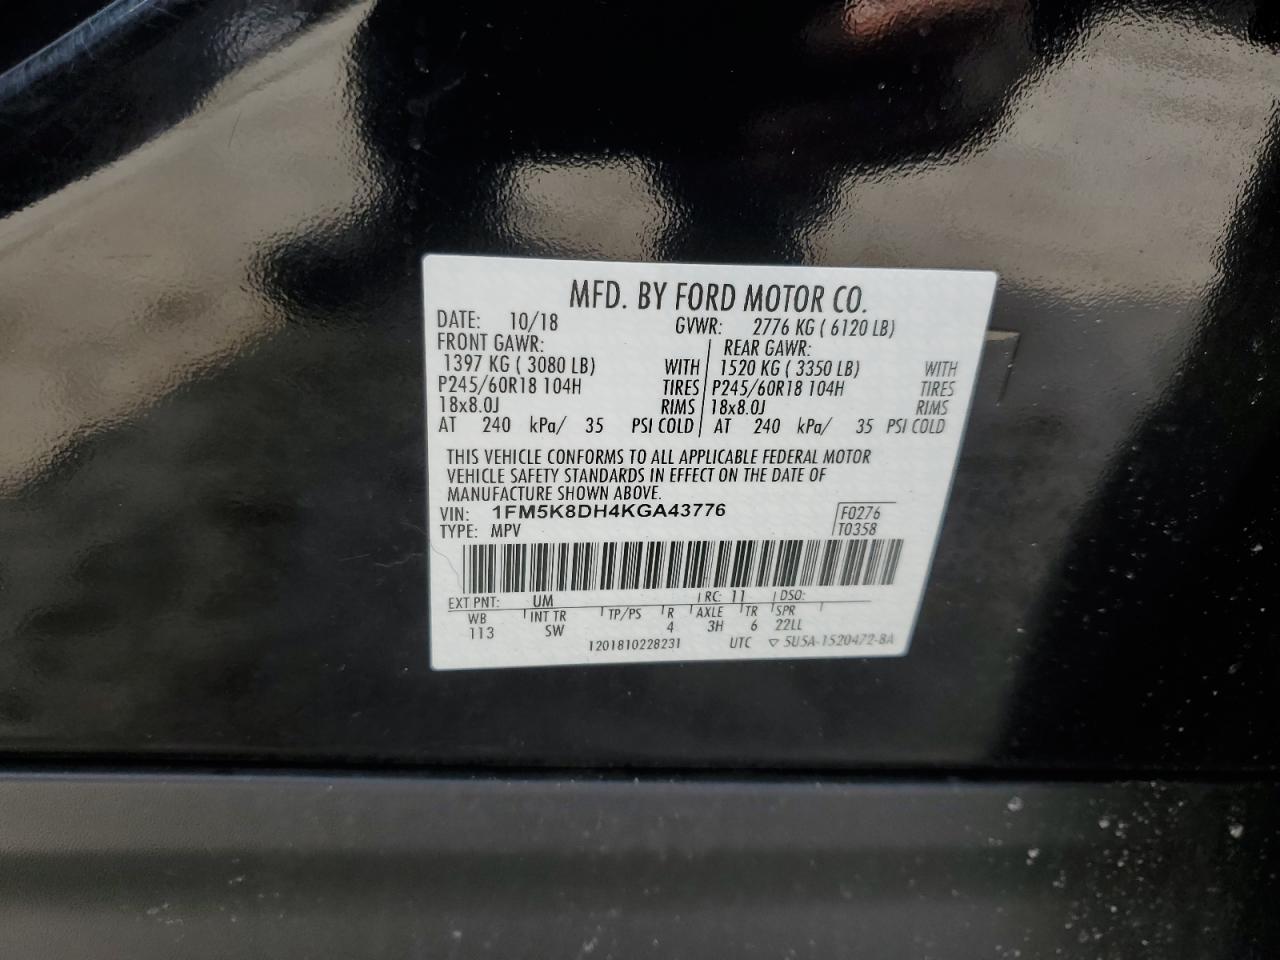 MFD. BY FORD MOTOR CO.
DATE: 10/18 GVWR: 2776 KG ( 6120 LB)
FRONT GAWR: REAR GAWR:
1397 KG ( 3080 LB) WITH 1520 KG ( 3350 LB) WITH
P245/60R18 104H TIRES P245/60R18 104H TIRES
18x8.0J RIMS 18x8.0J RIMS
AT 240 kPa/ 35 PSI COLD AT 240 kPa/ 35 PSI COLD
THIS VEHICLE CONFORMS TO ALL APPLICABLE FEDERAL MOTOR
VEHICLE SAFETY STANDARDS IN EFFECT ON THE DATE OF
MANUFACTURE SHOWN ABOVE.
VIN: 1FM5K8DH4KGA43776 F0276
TYPE: MPV T0358
EXT PNT: UM RC: 11 DSO:
WB INT TR TP/PS R AXLE TR SPR
113 SW 4 3H 6 22LL
1201810228231 UTC ▽ 5U5A-1520472-BA